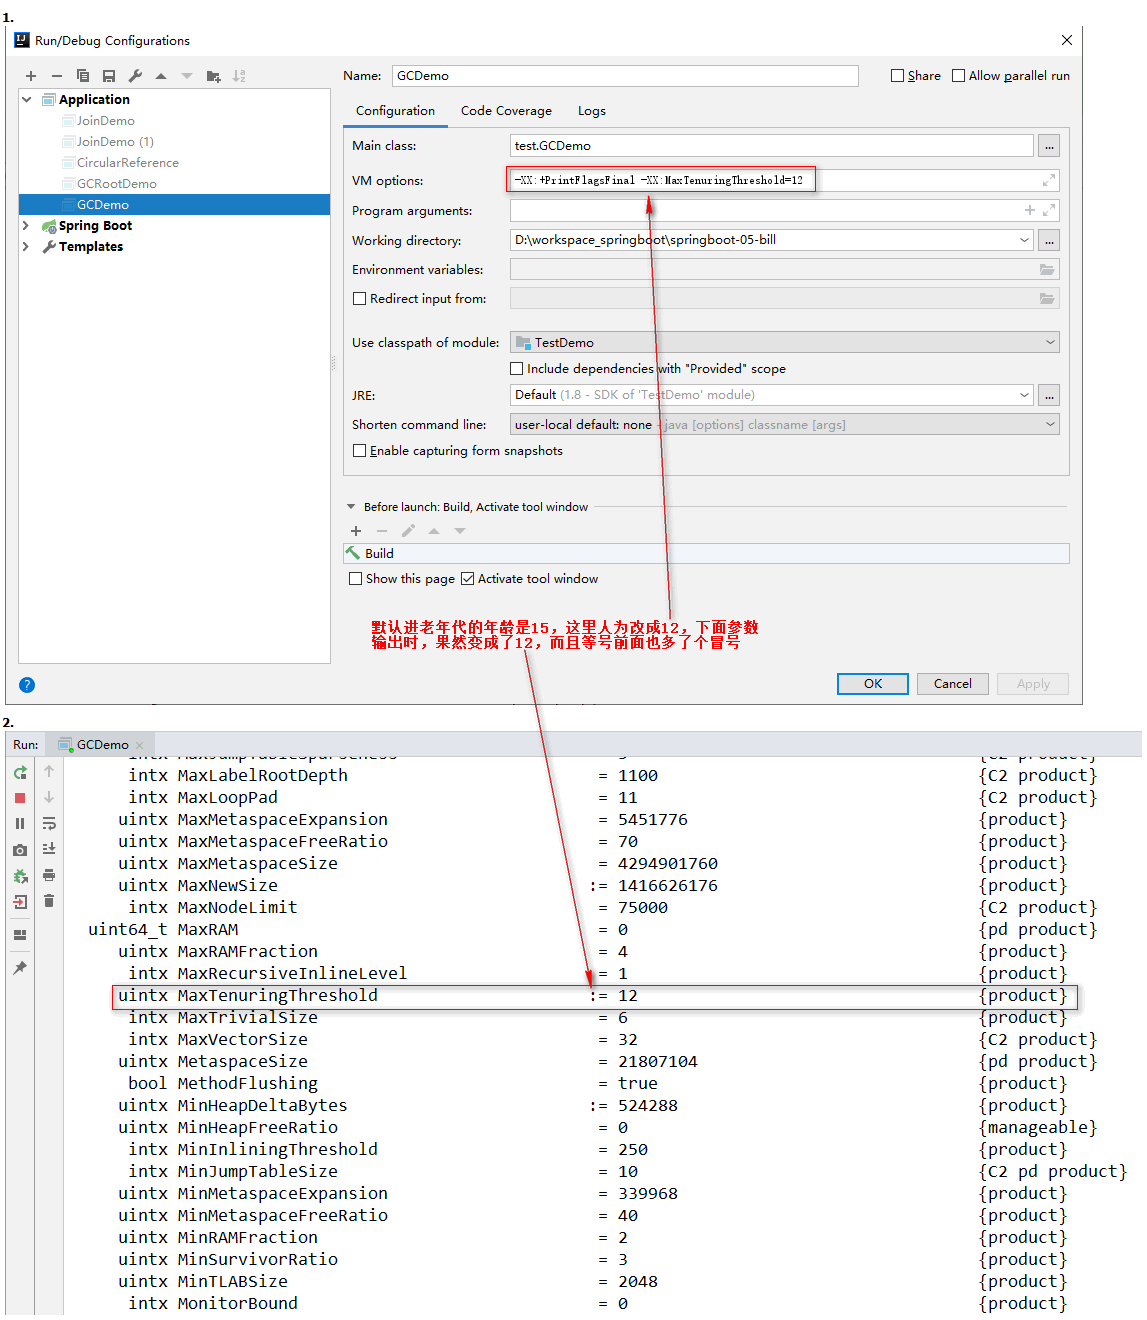 1.
Run/Debug Configurations
Name: GCDemo Share Allow parallel run
Application
JoinDemo
JoinDemo (1)
CircularReference
GCRootDemo
GCDemo
Spring Boot
Templates
Configuration Code Coverage Logs
Main class: test.GCDemo ...
VM options: -XX:+PrintFlagsFinal -XX:MaxTenuringThreshold=12
Program arguments:
Working directory: D:\workspace_springboot\springboot-05-bill ...
Environment variables:
Redirect input from:
Use classpath of module: TestDemo
Include dependencies with "Provided" scope
JRE: Default (1.8 - SDK of 'TestDemo' module) ...
Shorten command line: user-local default: none - java [options] classname [args]
Enable capturing form snapshots
Before launch: Build, Activate tool window
Build
Show this page Activate tool window
默认进老年代的年龄是15，这里人为改成12，下面参数
输出时，果然变成了12，而且等号前面也多了个冒号
? OK Cancel Apply
2.
Run: GCDemo
intx MaxJumpTableSparseness = 5 {C2 product}
intx MaxLabelRootDepth = 1100 {C2 product}
intx MaxLoopPad = 11 {C2 product}
uintx MaxMetaspaceExpansion = 5451776 {product}
uintx MaxMetaspaceFreeRatio = 70 {product}
uintx MaxMetaspaceSize = 4294901760 {product}
uintx MaxNewSize := 1416626176 {product}
intx MaxNodeLimit = 75000 {C2 product}
uint64_t MaxRAM = 0 {pd product}
uintx MaxRAMFraction = 4 {product}
intx MaxRecursiveInlineLevel = 1 {product}
uintx MaxTenuringThreshold := 12 {product}
intx MaxTrivialSize = 6 {product}
intx MaxVectorSize = 32 {C2 product}
uintx MetaspaceSize = 21807104 {pd product}
bool MethodFlushing = true {product}
uintx MinHeapDeltaBytes := 524288 {product}
uintx MinHeapFreeRatio = 0 {manageable}
intx MinInliningThreshold = 250 {product}
intx MinJumpTableSize = 10 {C2 pd product}
uintx MinMetaspaceExpansion = 339968 {product}
uintx MinMetaspaceFreeRatio = 40 {product}
uintx MinRAMFraction = 2 {product}
uintx MinSurvivorRatio = 3 {product}
uintx MinTLABSize = 2048 {product}
intx MonitorBound = 0 {product}